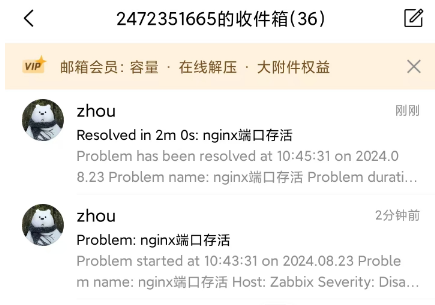 2472351665的收件箱(36)
VIP 邮箱会员: 容量 · 在线解压 · 大附件权益
zhou 刚刚
Resolved in 2m 0s: nginx端口存活
Problem has been resolved at 10:45:31 on 2024.0
8.23 Problem name: nginx端口存活 Problem durati...
zhou 2分钟前
Problem: nginx端口存活
Problem started at 10:43:31 on 2024.08.23 Proble
m name: nginx端口存活 Host: Zabbix Severity: Disa...